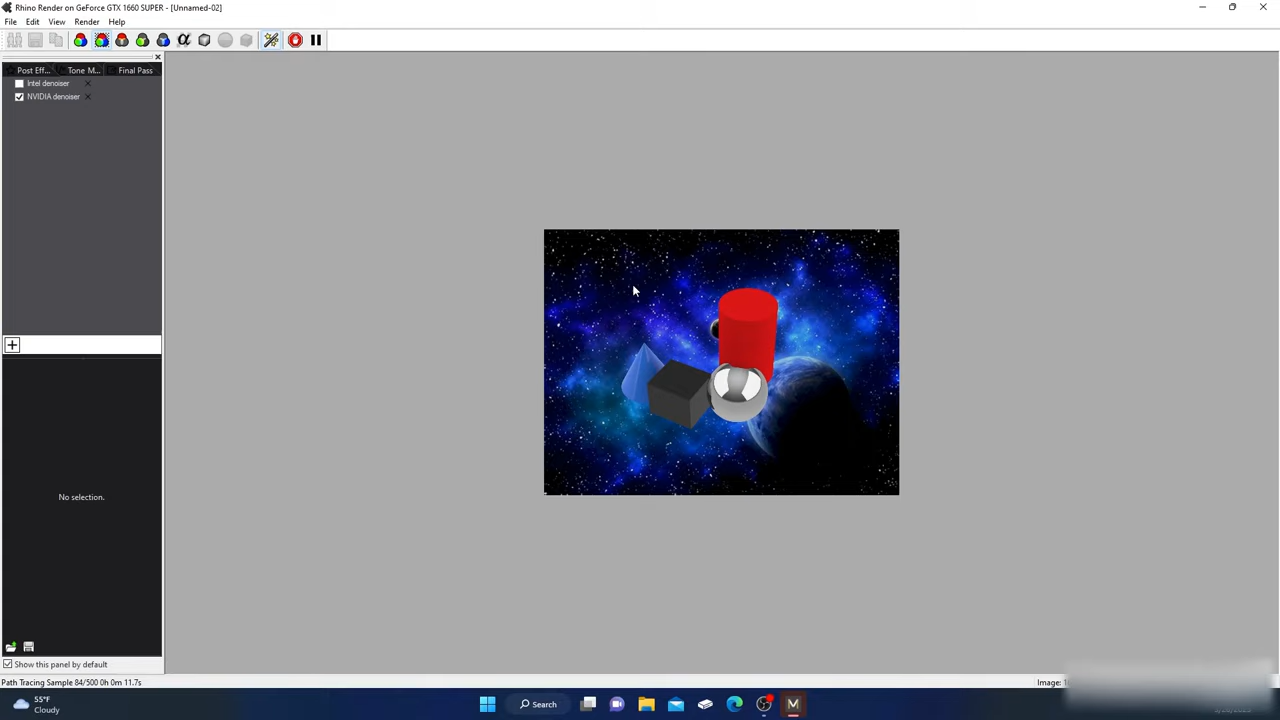 Rhino Render on GeForce GTX 1660 SUPER - [Unnamed-02]
File Edit View Render Help
Post Eff... Tone M... Final Pass
Intel denoiser
NVIDIA denoiser
No selection.
Show this panel by default
Path Tracing Sample 84/500 0h 0m 11.7s
Image:
55°F
Cloudy
Search